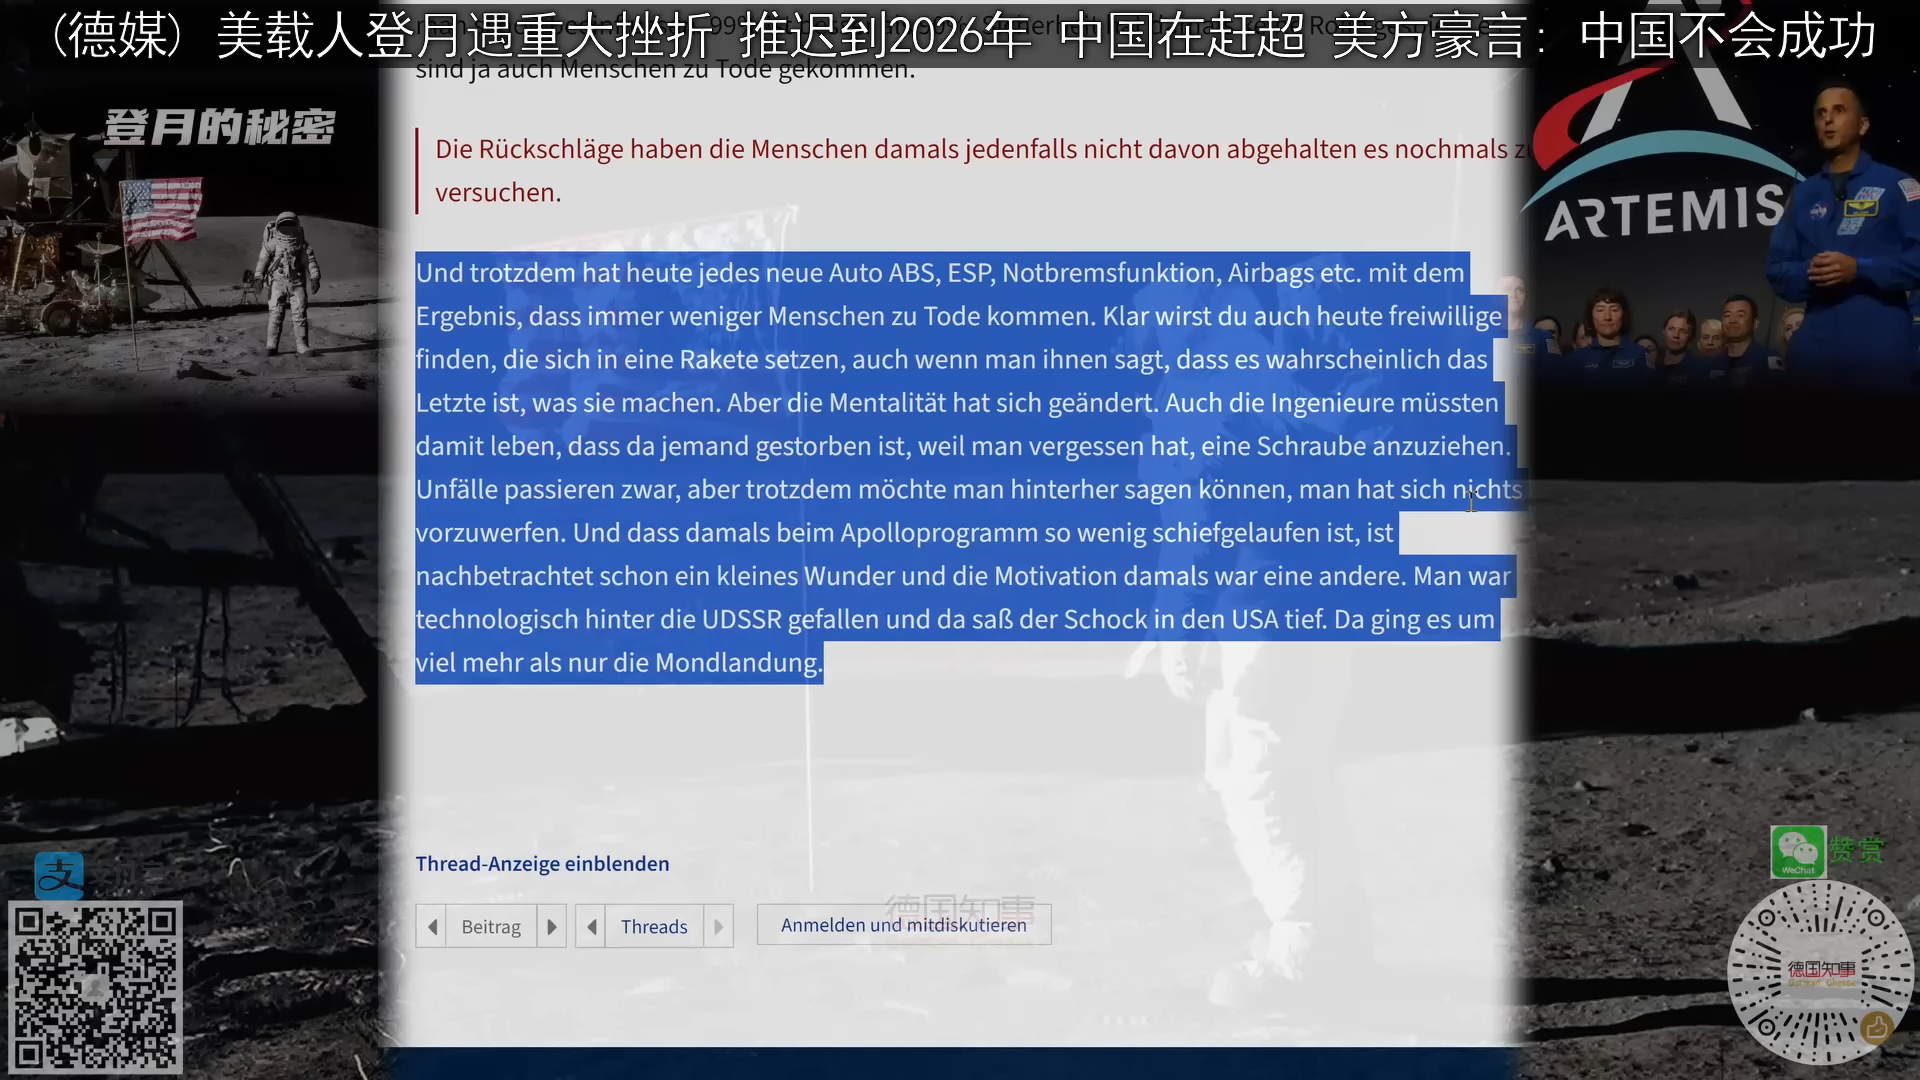 (德媒) 美载人登月遇重大挫折 推迟到2026年 中国在赶超 美方豪言: 中国不会成功
sind ja auch Menschen zu Tode gekommen.
登月的秘密
Die Rückschläge haben die Menschen damals jedenfalls nicht davon abgehalten es nochmals zu
versuchen.
ARTEMIS
Und trotzdem hat heute jedes neue Auto ABS, ESP, Notbremsfunktion, Airbags etc. mit dem
Ergebnis, dass immer weniger Menschen zu Tode kommen. Klar wirst du auch heute freiwillige
finden, die sich in eine Rakete setzen, auch wenn man ihnen sagt, dass es wahrscheinlich das
Letzte ist, was sie machen. Aber die Mentalität hat sich geändert. Auch die Ingenieure müssten
damit leben, dass da jemand gestorben ist, weil man vergessen hat, eine Schraube anzuziehen.
Unfälle passieren zwar, aber trotzdem möchte man hinterher sagen können, man hat sich nichts
vorzuwerfen. Und dass damals beim Apolloprogramm so wenig schiefgelaufen ist, ist
nachbetrachtet schon ein kleines Wunder und die Motivation damals war eine andere. Man war
technologisch hinter die UDSSR gefallen und da saß der Schock in den USA tief. Da ging es um
viel mehr als nur die Mondlandung.
Thread-Anzeige einblenden
支
WeChat
赞赏
德国知事
Beitrag
Threads
Anmelden und mitdiskutieren
德国知事
German Cheese